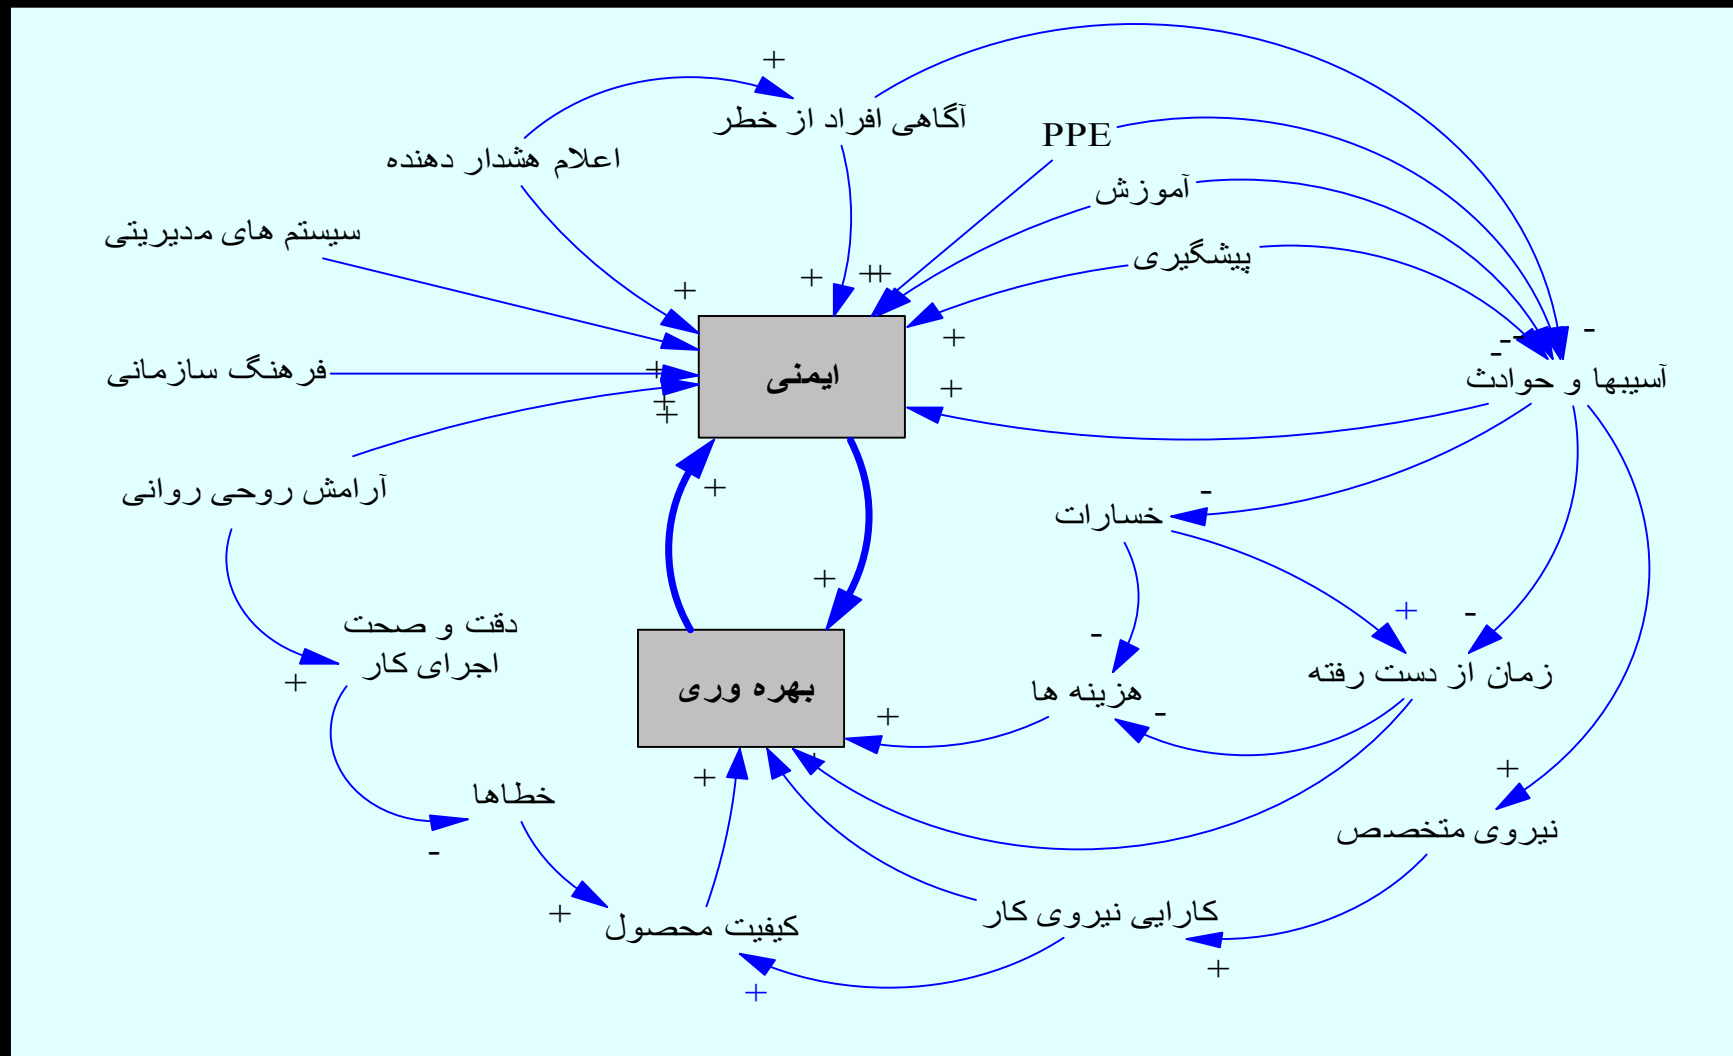 آگاهی افراد از خطر
PPE
اعلام هشدار دهنده
آموزش
سیستم های مدیریتی
پیشگیری
ایمنی
فرهنگ سازمانی
آسیبها و حوادث
آرامش روحی روانی
خسارات
دقت و صحت
اجرای کار
زمان از دست رفته
هزینه ها
بهره وری
خطاها
نیروی متخصص
کارایی نیروی کار
کیفیت محصول